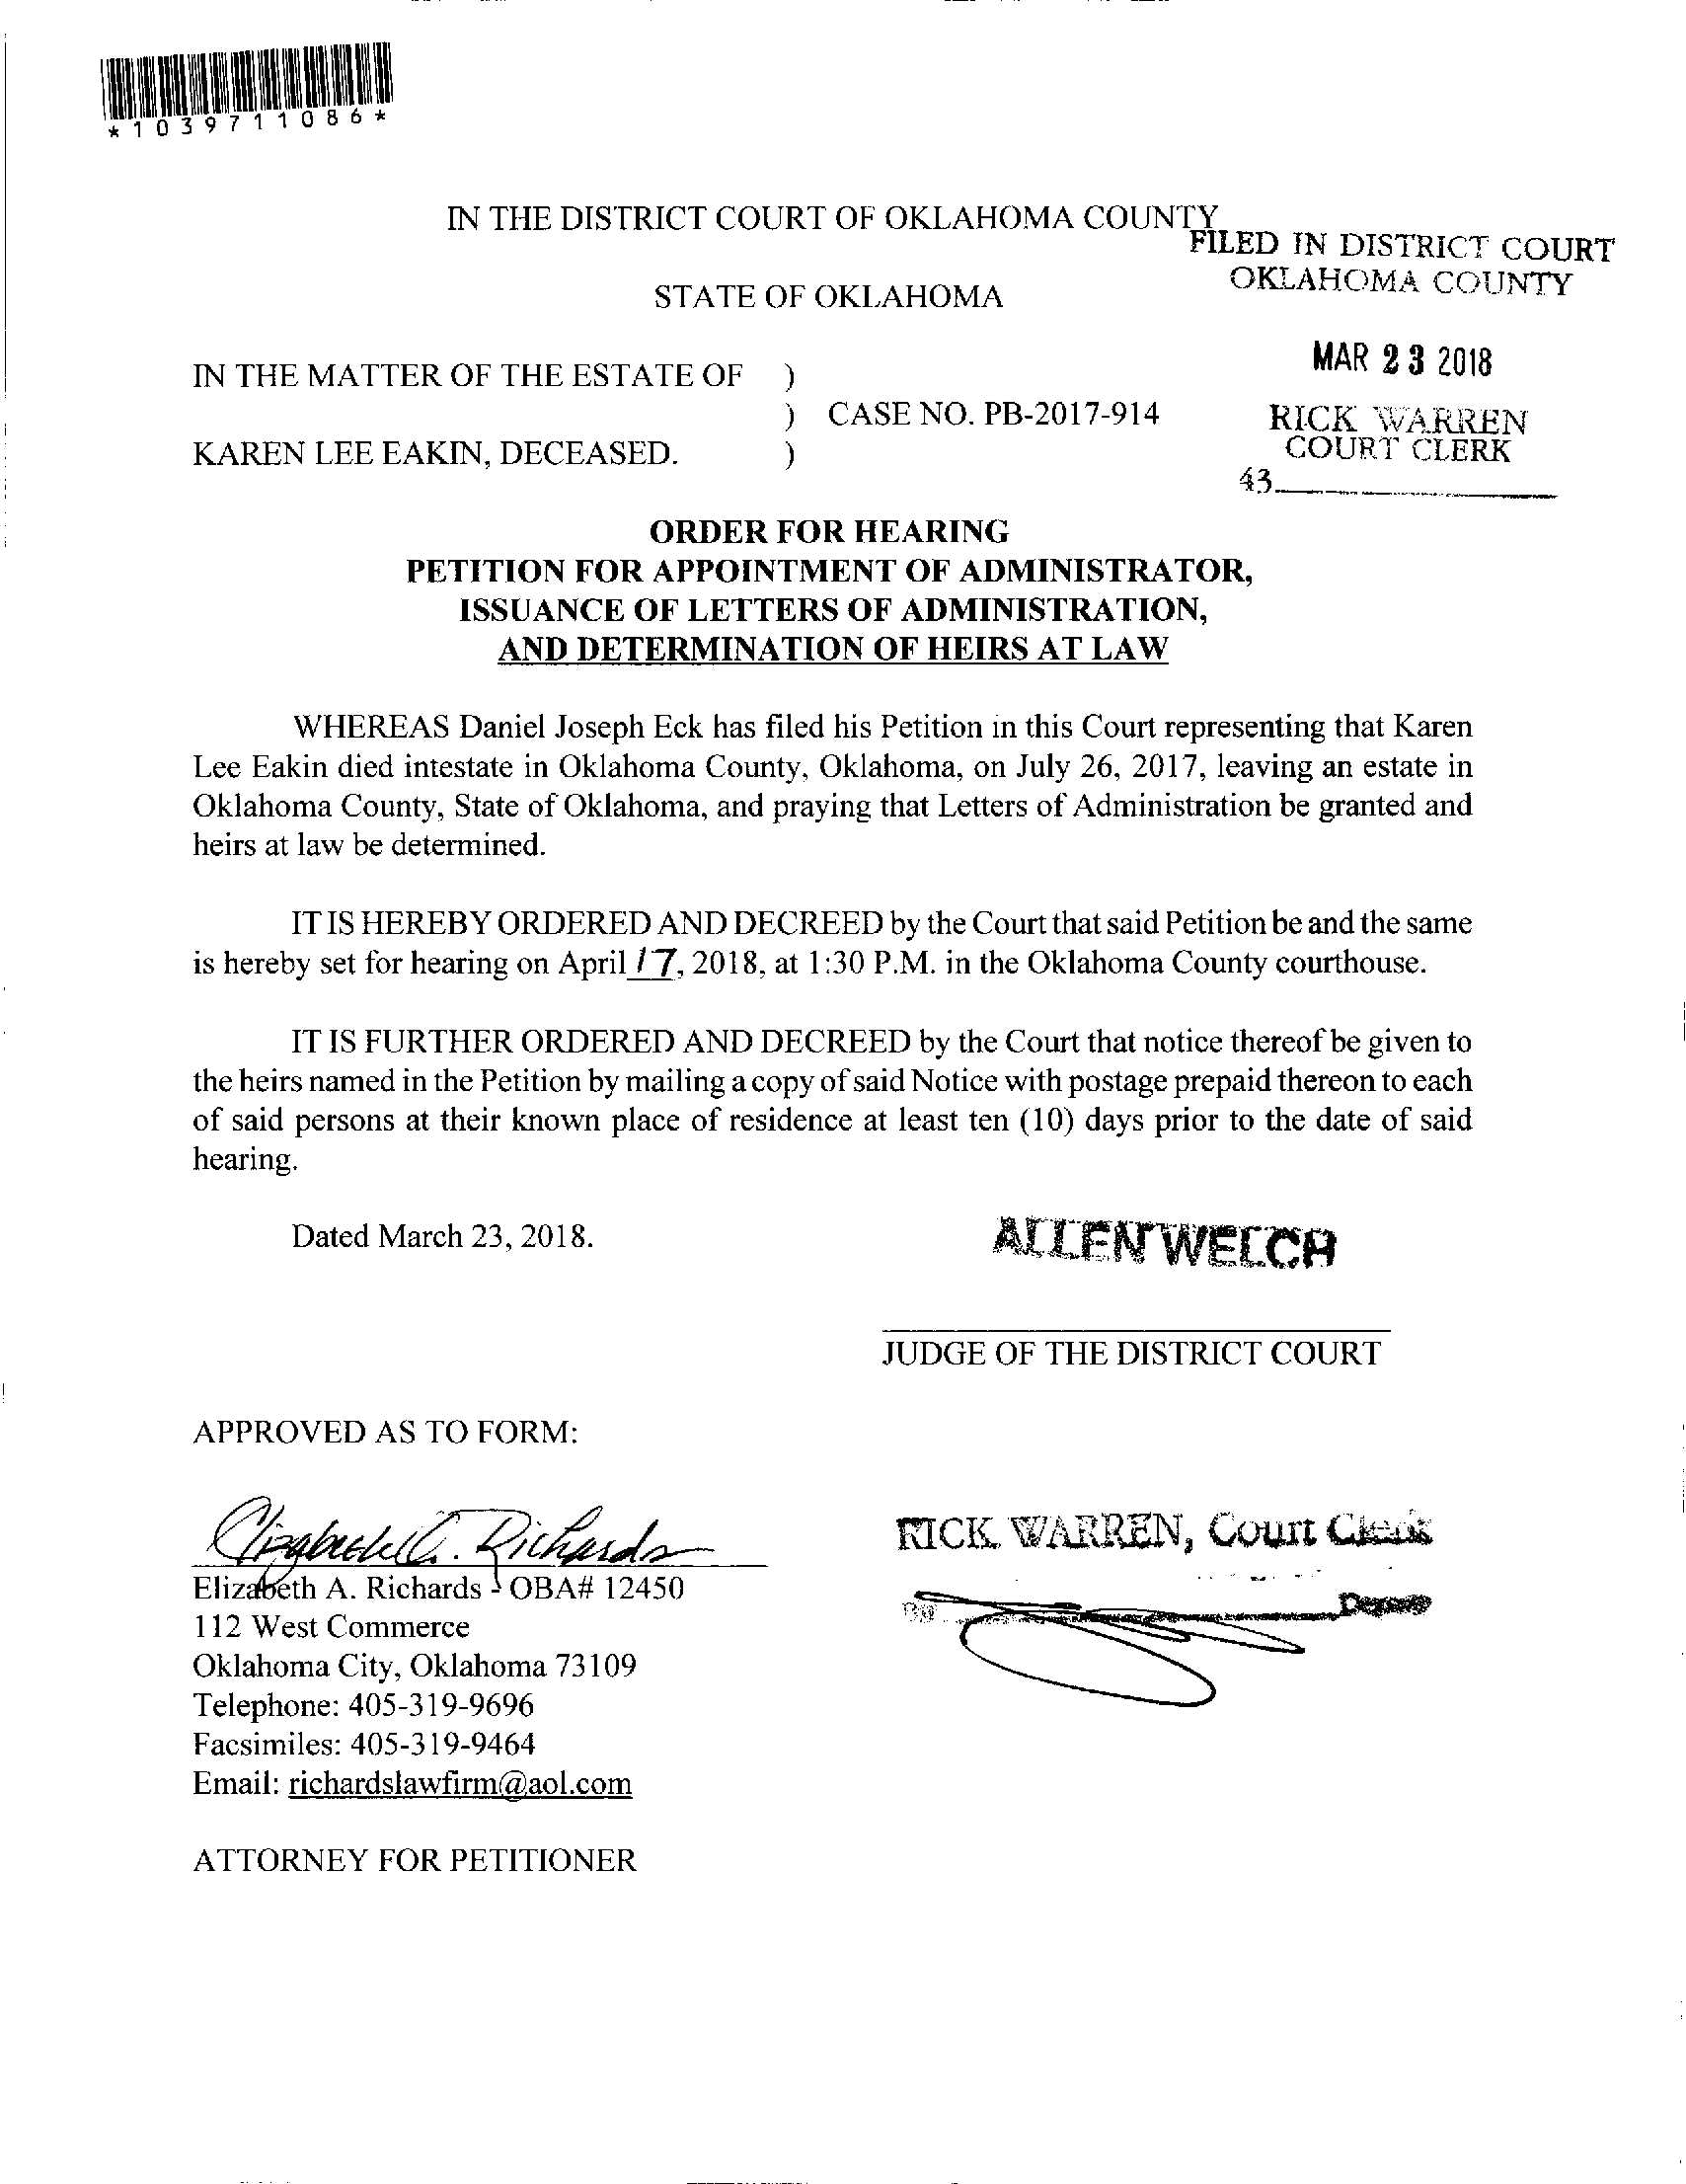 *1039711086*
IN THE DISTRICT COURT OF OKLAHOMA COUNTY
FILED IN DISTRICT COURT
OKLAHOMA COUNTY
STATE OF OKLAHOMA
MAR 23 2018
IN THE MATTER OF THE ESTATE OF )
) CASE NO. PB-2017-914
RICK WARREN
COURT CLERK
KAREN LEE EAKIN, DECEASED. )
43
ORDER FOR HEARING
PETITION FOR APPOINTMENT OF ADMINISTRATOR,
ISSUANCE OF LETTERS OF ADMINISTRATION,
AND DETERMINATION OF HEIRS AT LAW
WHEREAS Daniel Joseph Eck has filed his Petition in this Court representing that Karen
Lee Eakin died intestate in Oklahoma County, Oklahoma, on July 26, 2017, leaving an estate in
Oklahoma County, State of Oklahoma, and praying that Letters of Administration be granted and
heirs at law be determined.
IT IS HEREBY ORDERED AND DECREED by the Court that said Petition be and the same
is hereby set for hearing on April 17, 2018, at 1:30 P.M. in the Oklahoma County courthouse.
IT IS FURTHER ORDERED AND DECREED by the Court that notice thereof be given to
the heirs named in the Petition by mailing a copy of said Notice with postage prepaid thereon to each
of said persons at their known place of residence at least ten (10) days prior to the date of said
hearing.
Dated March 23, 2018.
ALLEN WELCH
JUDGE OF THE DISTRICT COURT
APPROVED AS TO FORM:
Elizabeth A. Richards
RICK WARREN, Court Clerk
Elizabeth A. Richards - OBA# 12450
By Deputy
112 West Commerce
Oklahoma City, Oklahoma 73109
Telephone: 405-319-9696
Facsimiles: 405-319-9464
Email: richardslawfirm@aol.com
ATTORNEY FOR PETITIONER